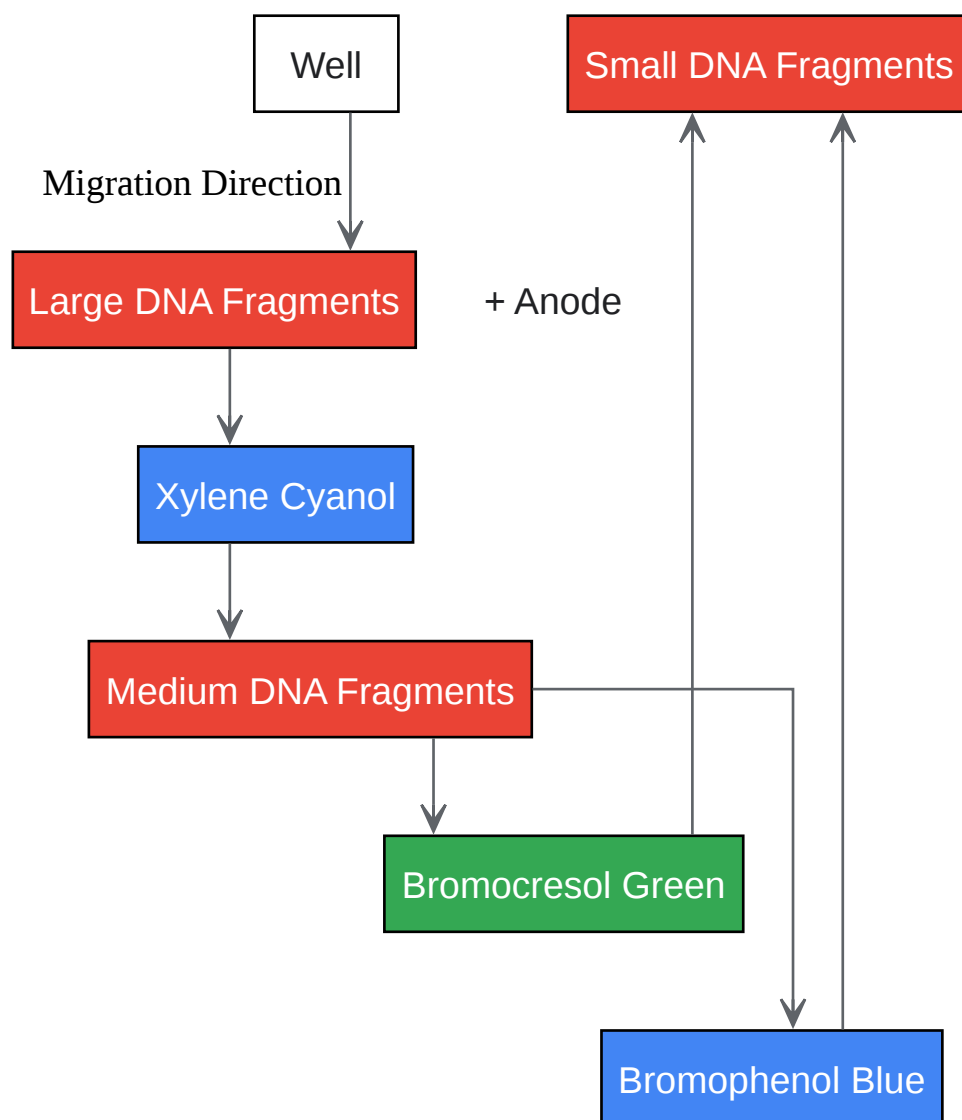 Well
Small DNA Fragments
Migration Direction
Large DNA Fragments
+ Anode
Xylene Cyanol
Medium DNA Fragments
Bromocresol Green
Bromophenol Blue